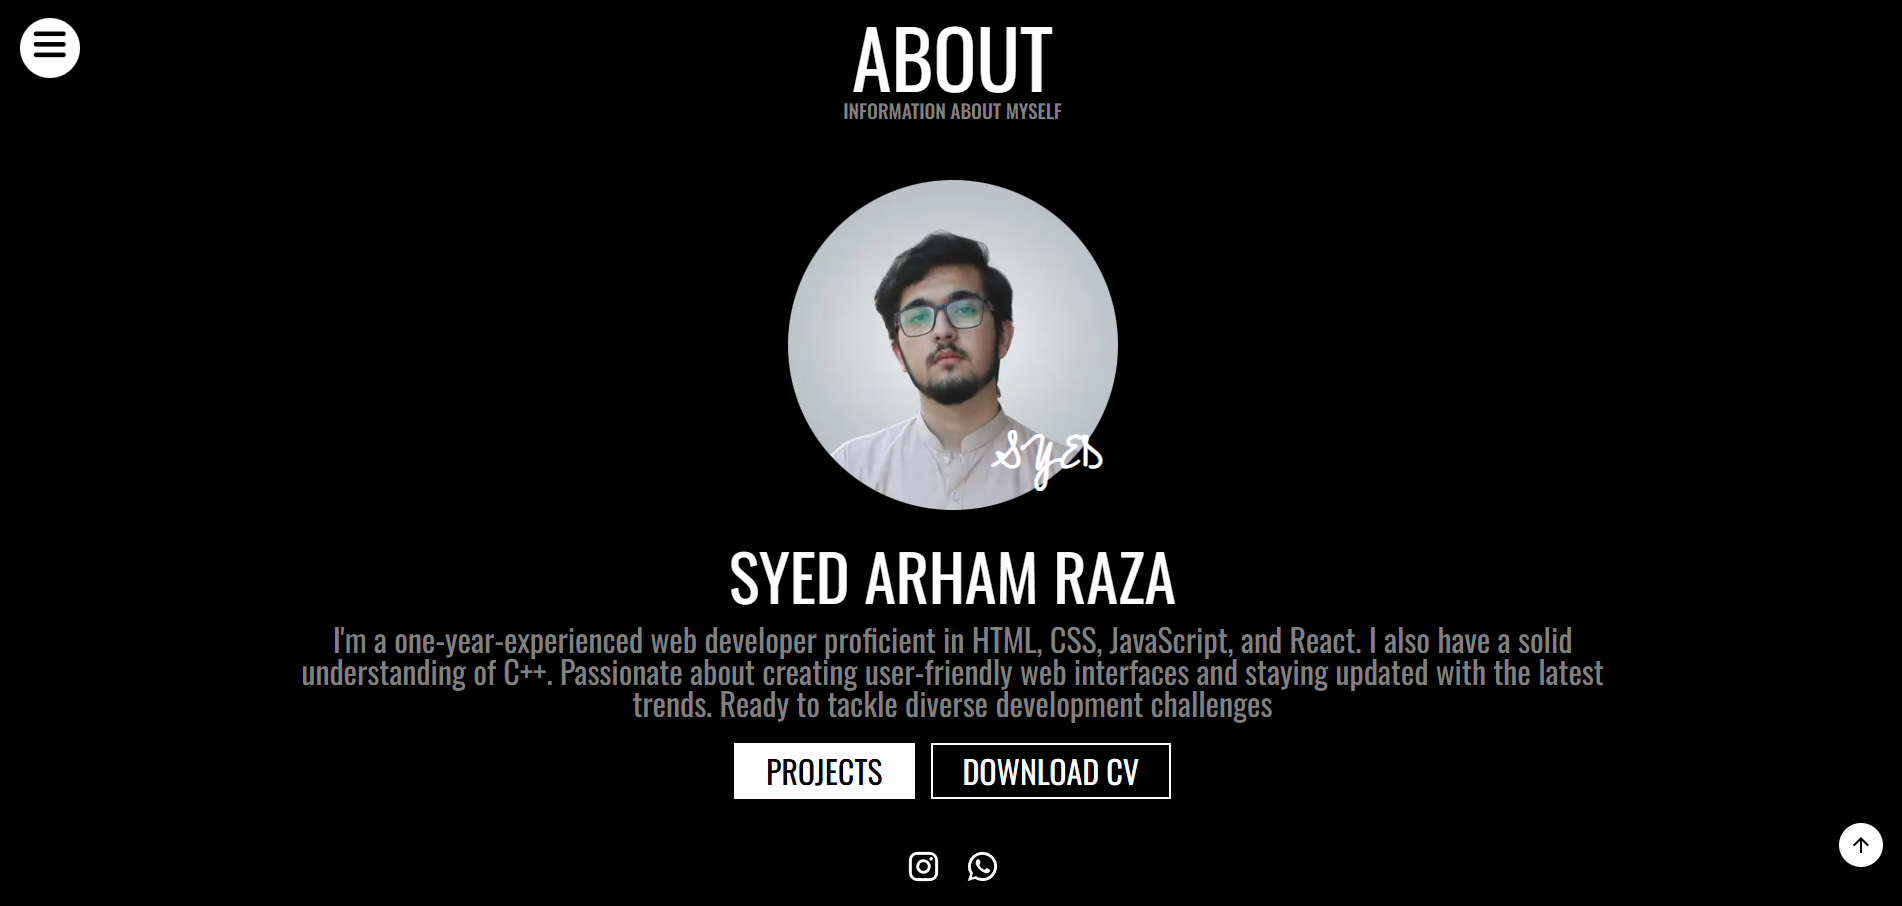 ABOUT
INFORMATION ABOUT MYSELF
SYED
SYED ARHAM RAZA
I'm a one-year-experienced web developer proficient in HTML, CSS, JavaScript, and React. I also have a solid
understanding of C++. Passionate about creating user-friendly web interfaces and staying updated with the latest
trends. Ready to tackle diverse development challenges
PROJECTS
DOWNLOAD CV